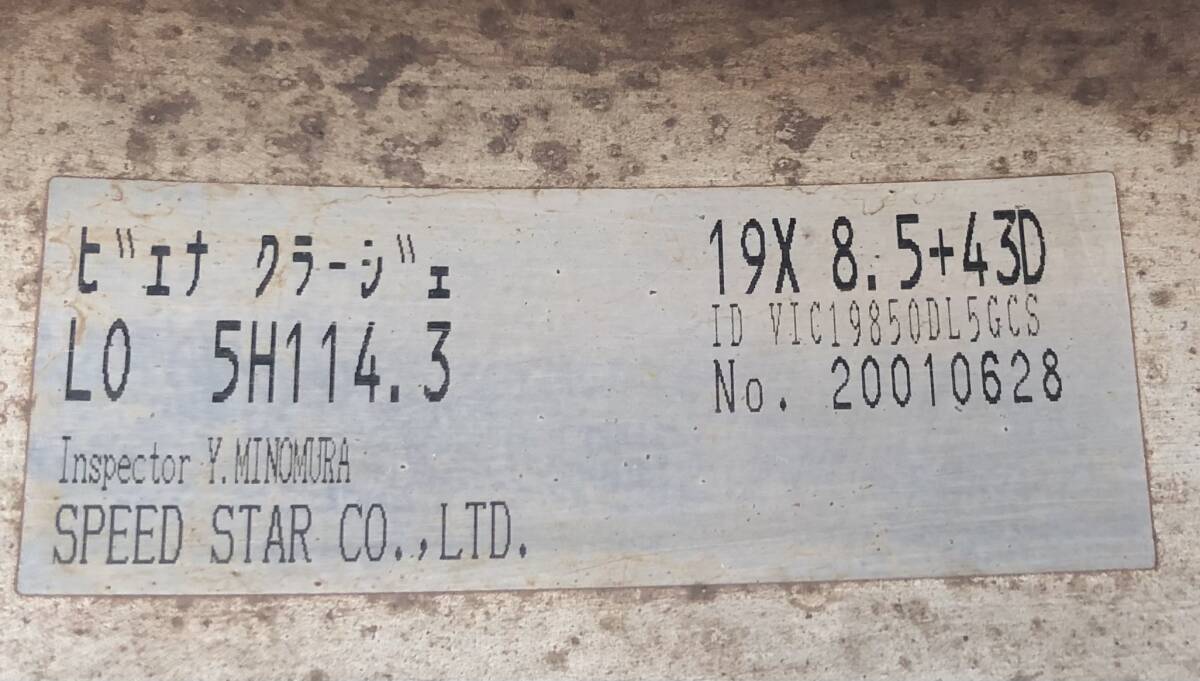 ビエナ クラージェ 19X 8.5+43D
ID VIC19850DL5GCS
LO 5H114.3
No. 20010628
Inspector Y.MINOMURA
SPEED STAR CO.,LTD.